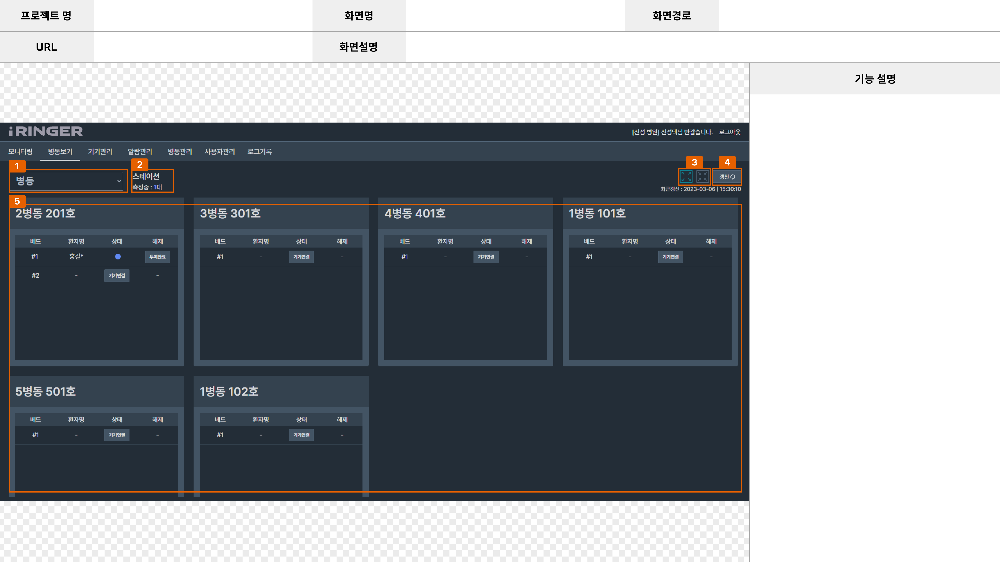 프로젝트 명
화면명
화면경로
URL
화면설명
기능 설명
iRINGER
[신성 병원] 신성택님 반갑습니다. 로그아웃
모니터링 병동보기 기기관리 알람관리 병동관리 사용자관리 로그기록
1
2
3
4
병동
스테이션
측정중 : 1대
갱신
최근갱신 : 2023-03-06 | 15:30:10
5
2병동 201호
베드 환자명 상태 해제
#1 홍길* 투여완료
#2 - 기기연결 -
3병동 301호
베드 환자명 상태 해제
#1 - 기기연결 -
4병동 401호
베드 환자명 상태 해제
#1 - 기기연결 -
1병동 101호
베드 환자명 상태 해제
#1 - 기기연결 -
5병동 501호
베드 환자명 상태 해제
#1 - 기기연결 -
1병동 102호
베드 환자명 상태 해제
#1 - 기기연결 -